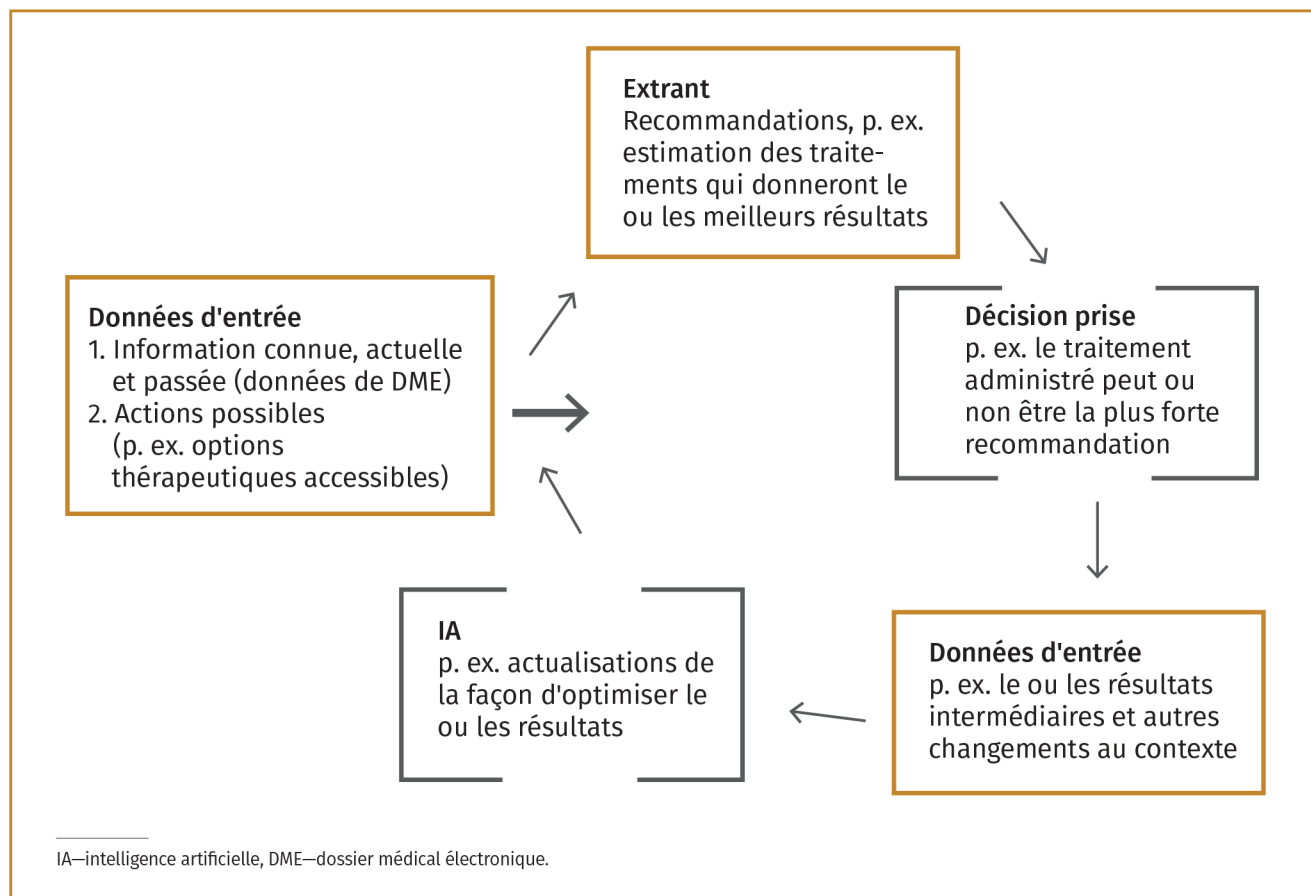 Extrant
Recommandations, p. ex.
estimation des traite-
ments qui donneront le
ou les meilleurs résultats
Données d'entrée
1. Information connue, actuelle
et passée (données de DME)
2. Actions possibles
(p. ex. options
thérapeutiques accessibles)
Décision prise
p. ex. le traitement
administré peut ou
non être la plus forte
recommandation
Données d'entrée
p. ex. le ou les résultats
intermédiaires et autres
changements au contexte
IA
p. ex. actualisations de
la façon d'optimiser le
ou les résultats
IA—intelligence artificielle, DME—dossier médical électronique.